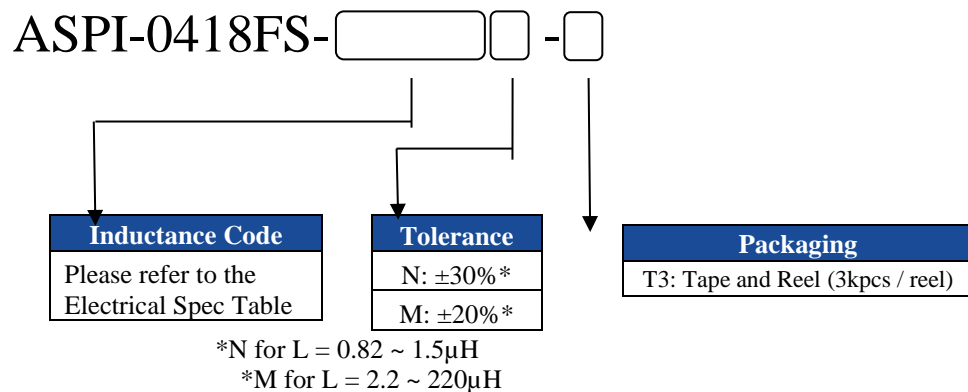 ASPI-0418FS- -
Inductance Code
Please refer to the
Electrical Spec Table
Tolerance
N: ±30%*
M: ±20%*
Packaging
T3: Tape and Reel (3kpcs / reel)
*N for L = 0.82 ~ 1.5µH
*M for L = 2.2 ~ 220µH